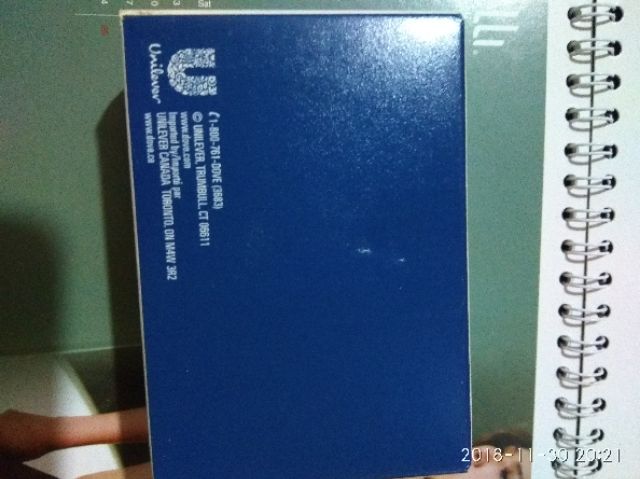 Unilever
1-800-761-DOVE (3683)
© UNILEVER, TRUMBULL, CT 06611
www.dove.com
Imported by/Importé par
UNILEVER CANADA TORONTO, ON M4W 3R2
www.dove.ca
2018-11-30 20:21